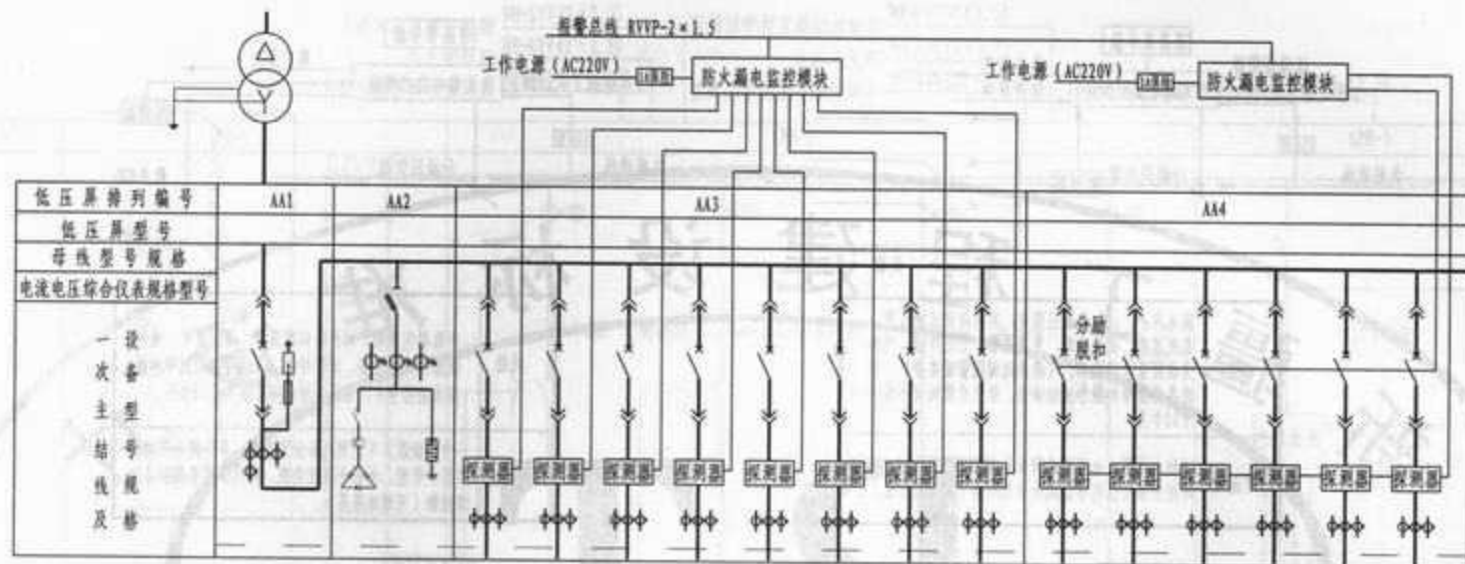 报警总线 RVVP-2×1.5
工作电源(AC220V)
防火漏电监控模块
工作电源(AC220V)
防火漏电监控模块
低压屏排列编号 AA1 AA2 AA3 AA4
低压屏型号
母线型号规格
电流电压综合仪表规格型号
一次主结线及
设备型号规格
分励
脱扣
探测器 探测器 探测器 探测器 探测器 探测器 探测器 探测器 探测器 探测器 探测器 探测器 探测器 探测器